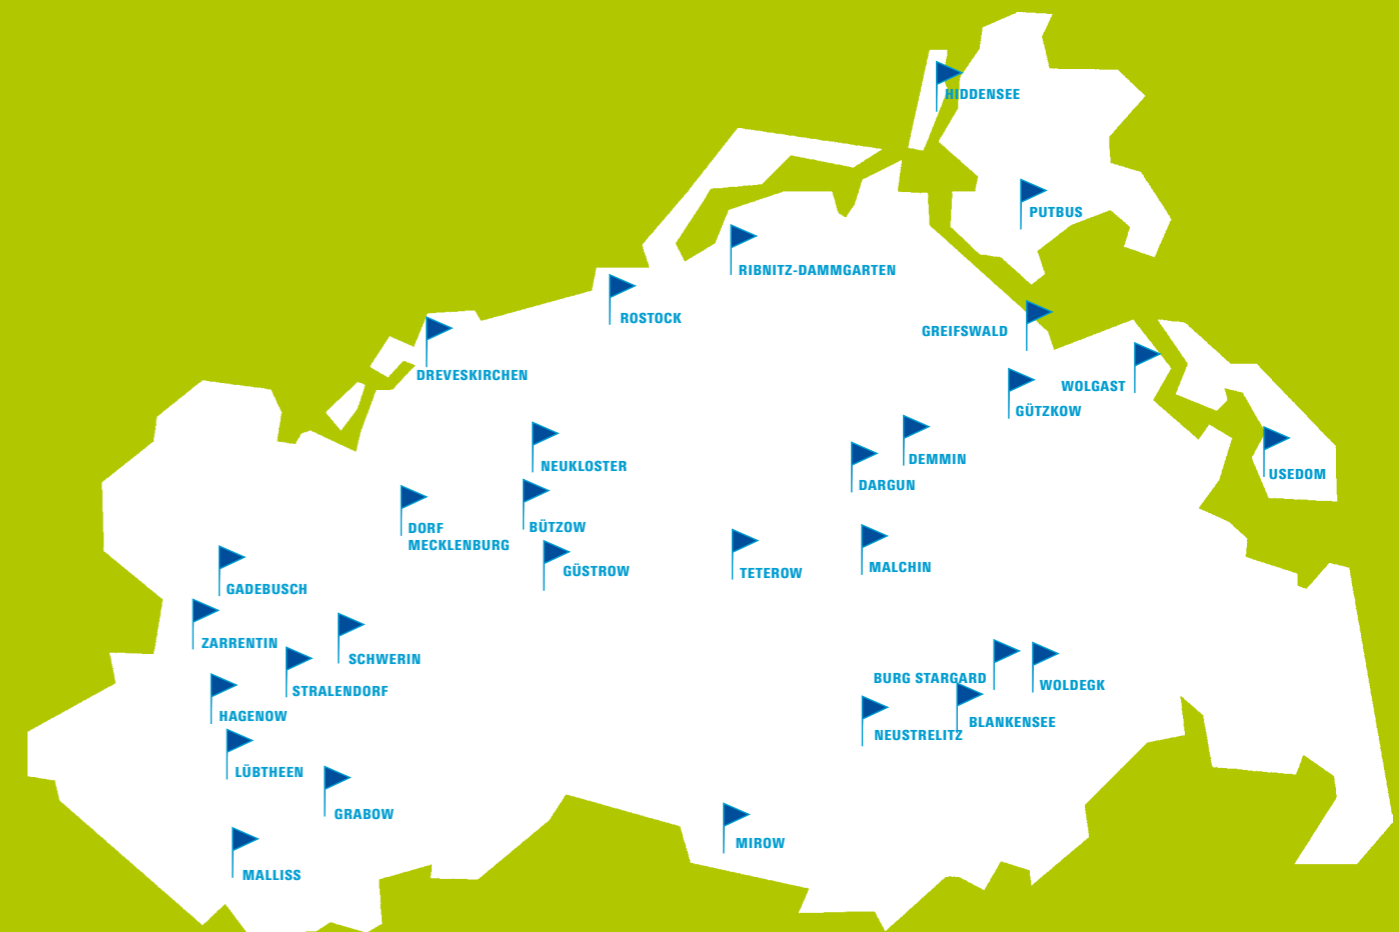 HIDDENSEE
PUTBUS
RIBNITZ-DAMMGARTEN
ROSTOCK
GREIFSWALD
DREVESKIRCHEN
WOLGAST
GÜTZKOW
NEUKLOSTER
DEMMIN
USEDOM
DARGUN
DORF
MECKLENBURG
BÜTZOW
GÜSTROW
TETEROW
MALCHIN
GADEBUSCH
ZARRENTIN
SCHWERIN
BURG STARGARD
WOLDEGK
STRALENDORF
HAGENOW
BLANKENSEE
NEUSTRELITZ
LÜBTHEEN
GRABOW
MIROW
MALLISS